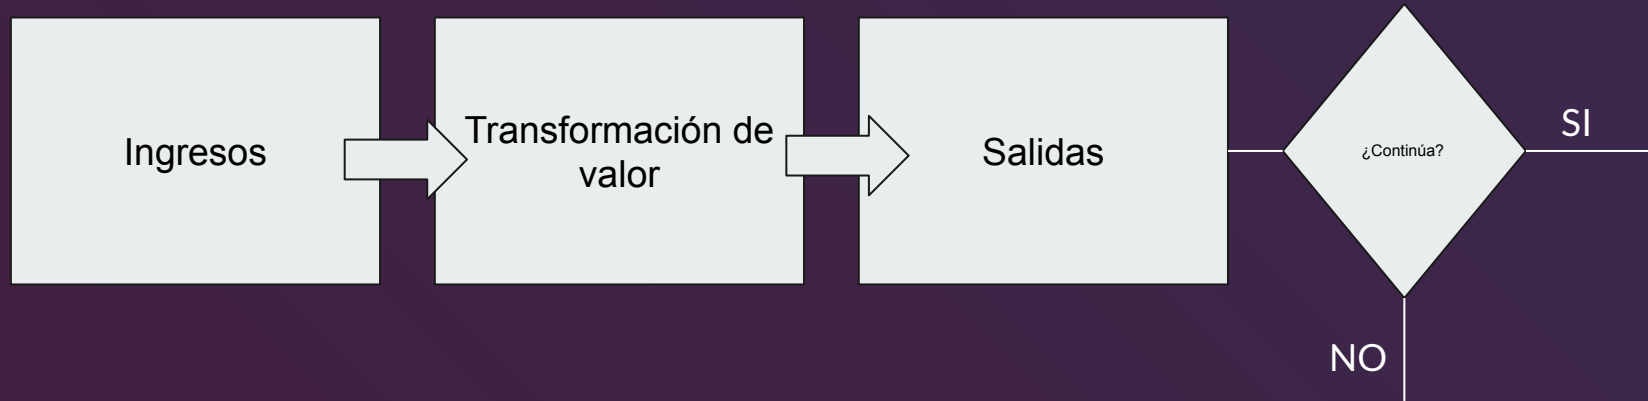 Ingresos
Transformación de
valor
Salidas
¿Continúa?
SI
NO